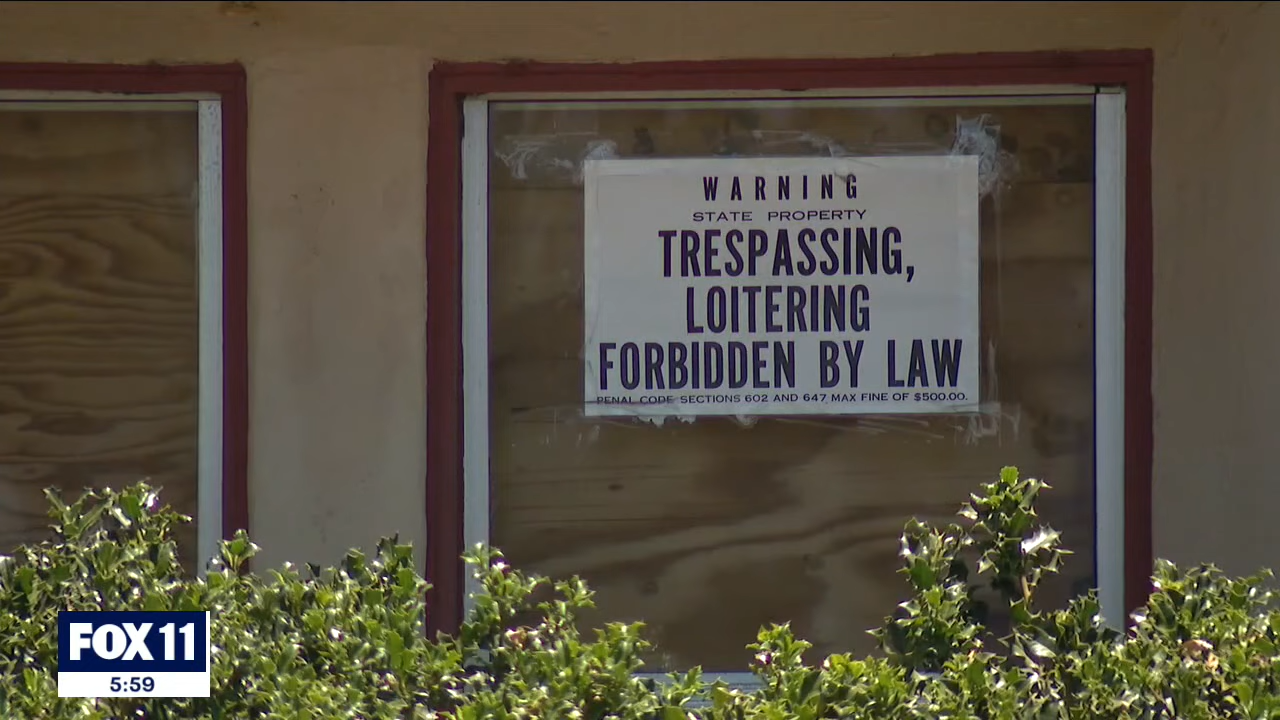 WARNING
STATE PROPERTY
TRESPASSING,
LOITERING
FORBIDDEN BY LAW
PENAL CODE SECTIONS 602 AND 647 MAX FINE OF $500.00.
FOX 11
5:59